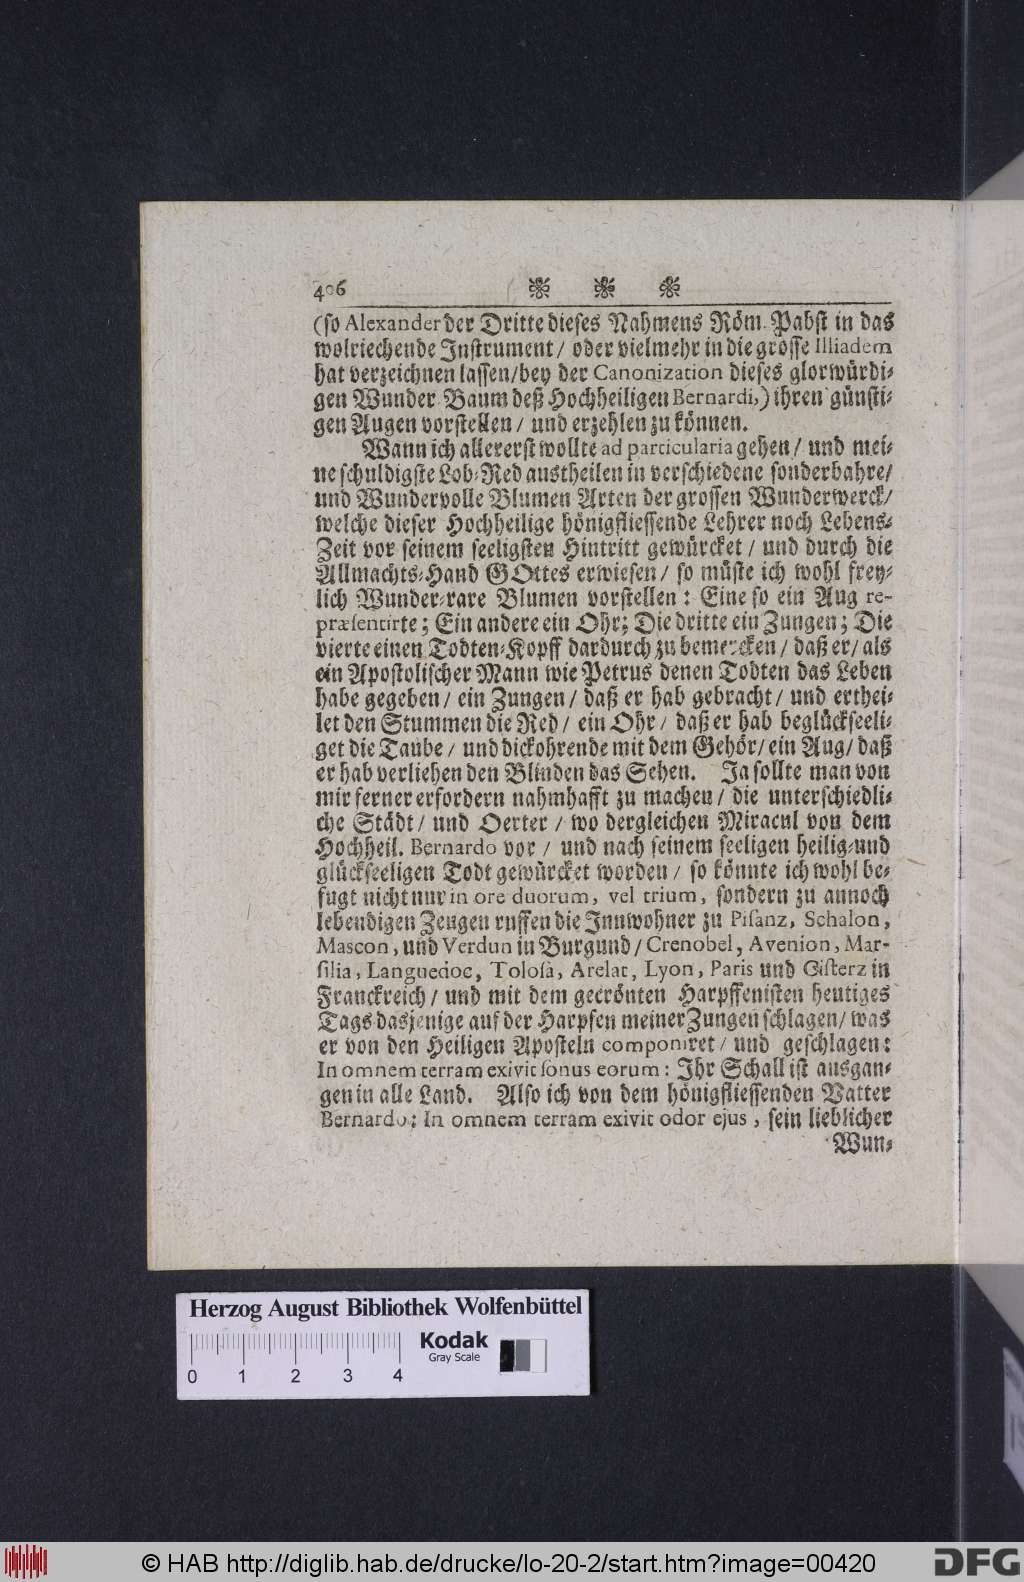 406
(so Alexander der Dritte dieses Nahmens Röm. Pabst in das
wolriechende Instrument / oder vielmehr in die grosse Illiadem
hat verzeichnen lassen/bey der Canonization dieses glorwürdi-
gen Wunder Baum deß Hochheiligen Bernardi,) ihren günsti-
gen Augen vorstellen / und erzehlen zu können.
Wann ich allererst wollte ad particularia gehen / und mei-
ne schuldigste Lob-Red austheilen in verschiedene sonderbahre/
und Wundervolle Blumen Arten der grossen Wunderwerck/
welche dieser Hochheilige hönigfliessende Lehrer noch Lebens-
Zeit vor seinem seeligsten Hintritt gewürcket / und durch die
Allmachts-Hand GOttes erwiesen / so müste ich wohl frey-
lich Wunder-rare Blumen vorstellen: Eine so ein Aug re-
præsentirte; Ein andere ein Ohr; Die dritte ein Zungen; Die
vierte einen Todten-Kopff dardurch zu bemercken / daß er/ als
ein Apostolischer Mann wie Petrus denen Todten das Leben
habe gegeben / ein Zungen / daß er hab gebracht / und erthei-
let den Stummen die Red / ein Ohr / daß er hab beglückseeli-
get die Taube / und dickohrende mit dem Gehör/ ein Aug/ daß
er hab verliehen den Blinden das Sehen. Ja sollte man von
mir ferner erfordern nahmhafft zu machen / die unterschiedli-
che Städt / und Oerter / wo dergleichen Miracul von dem
Hochheil. Bernardo vor / und nach seinem seeligen heilig-und
glückseeligen Todt gewürcket worden / so könnte ich wohl be-
fugt nicht nur in ore duorum, vel trium, sondern zu annoch
lebendigen Zeugen ruffen die Innwohner zu Pisanz, Schalon,
Mascon, und Verdun in Burgund / Crenobel, Avenion, Mar-
silia, Languedoc, Tolosà, Arelat, Lyon, Paris und Cisterz in
Franckreich / und mit dem gecrönten Harpffenisten heutiges
Tags dasjenige auf der Harpfen meiner Zungen schlagen/ was
er von den Heiligen Aposteln componiret / und geschlagen:
In omnem terram exivit sonus eorum: Ihr Schall ist ausgan-
gen in alle Land. Also ich von dem hönigfliessenden Vatter
Bernardo: In omnem terram exivit odor ejus, sein lieblicher
Wun-
Herzog August Bibliothek Wolfenbüttel
Kodak
Gray Scale
0 1 2 3 4
© HAB http://diglib.hab.de/drucke/lo-20-2/start.htm?image=00420
DFG